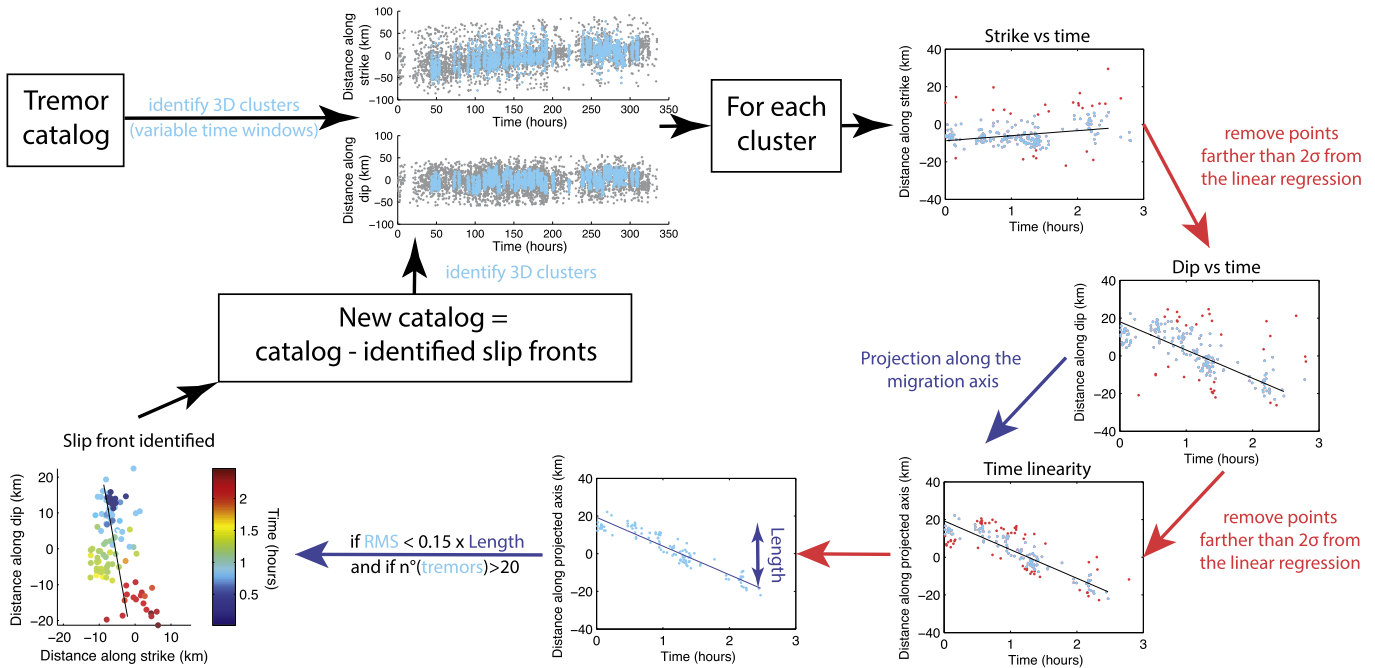 Tremor
catalog
identify 3D clusters
(variable time windows)
Distance along
strike (km)
100
50
0
−50
−100
0 50 100 150 200 250 300 350
Time (hours)
Distance along
dip (km)
100
50
0
−50
−100
0 50 100 150 200 250 300 350
Time (hours)
For each
cluster
Strike vs time
Distance along strike (km)
40
20
0
−20
−40
0 1 2 3
Time (hours)
remove points
farther than 2σ from
the linear regression
Dip vs time
Distance along dip (km)
40
20
0
−20
−40
0 1 2 3
Time (hours)
Projection along the
migration axis
remove points
farther than 2σ from
the linear regression
Time linearity
Distance along projected axis (km)
40
20
0
−20
−40
0 1 2 3
Time (hours)
Distance along projected axis (km)
40
20
0
−20
−40
0 1 2 3
Time (hours)
Length
if RMS < 0.15 x Length
and if n°(tremors)>20
Slip front identified
Distance along dip (km)
20
10
0
−10
−20
−20 −10 0 10
Distance along strike (km)
2
1.5
1
0.5
Time (hours)
New catalog =
catalog - identified slip fronts
identify 3D clusters